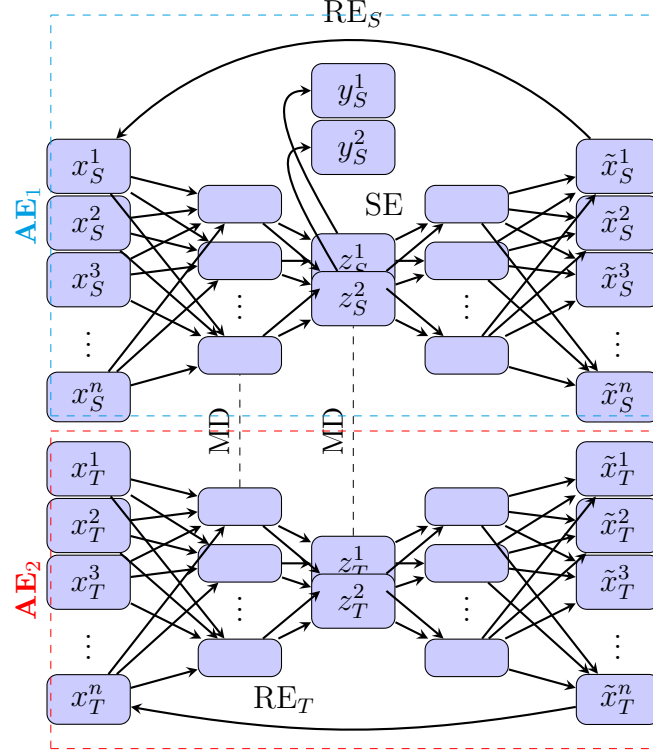 RE_S
y_S^1
y_S^2
x_S^1
x_S^2
x_S^3
⋮
x_S^n
AE_1
SE
z_S^1
z_S^2
⋮
⋮
x̃_S^1
x̃_S^2
x̃_S^3
⋮
x̃_S^n
MD
MD
x_T^1
x_T^2
x_T^3
⋮
x_T^n
AE_2
z_T^1
z_T^2
⋮
⋮
x̃_T^1
x̃_T^2
x̃_T^3
⋮
x̃_T^n
RE_T